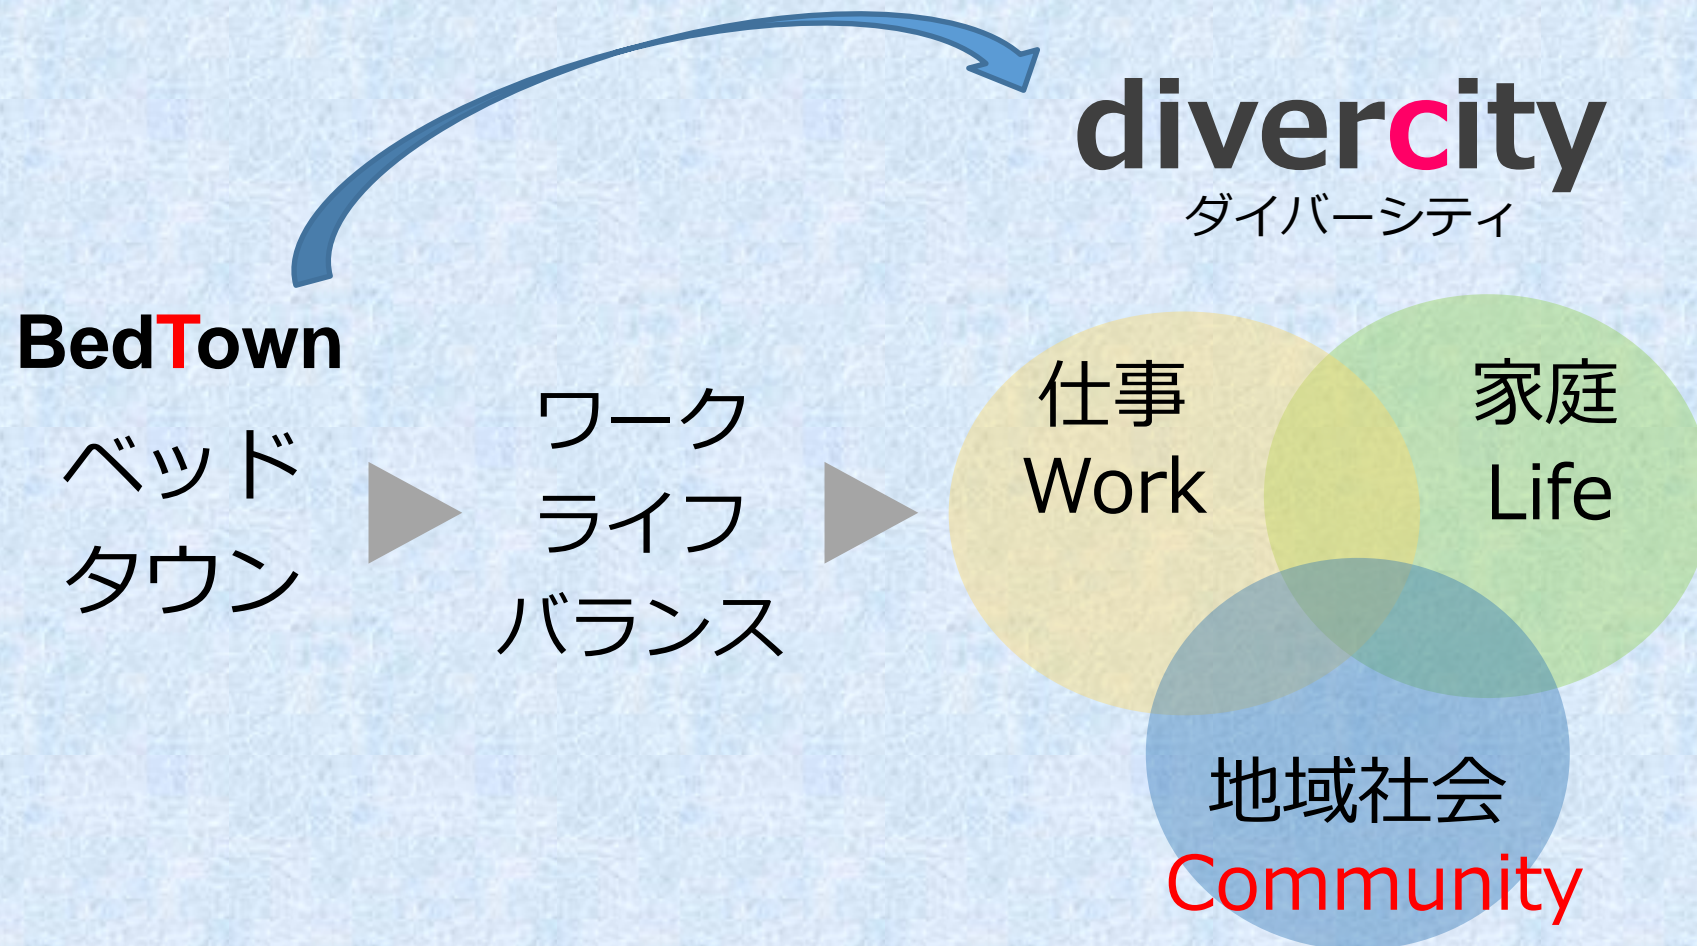 divercity
ダイバーシティ
BedTown
ベッド
タウン
ワーク
ライフ
バランス
仕事
Work
家庭
Life
地域社会
Community